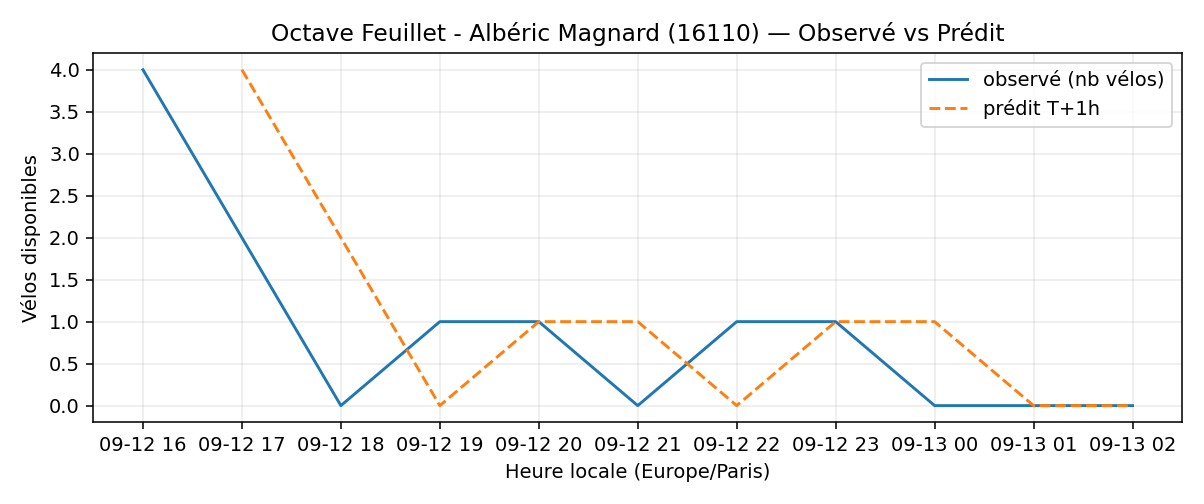 Octave Feuillet - Albéric Magnard (16110) — Observé vs Prédit
observé (nb vélos)
prédit T+1h
Vélos disponibles
4.0
3.5
3.0
2.5
2.0
1.5
1.0
0.5
0.0
09-12 16 09-12 17 09-12 18 09-12 19 09-12 20 09-12 21 09-12 22 09-12 23 09-13 00 09-13 01 09-13 02
Heure locale (Europe/Paris)